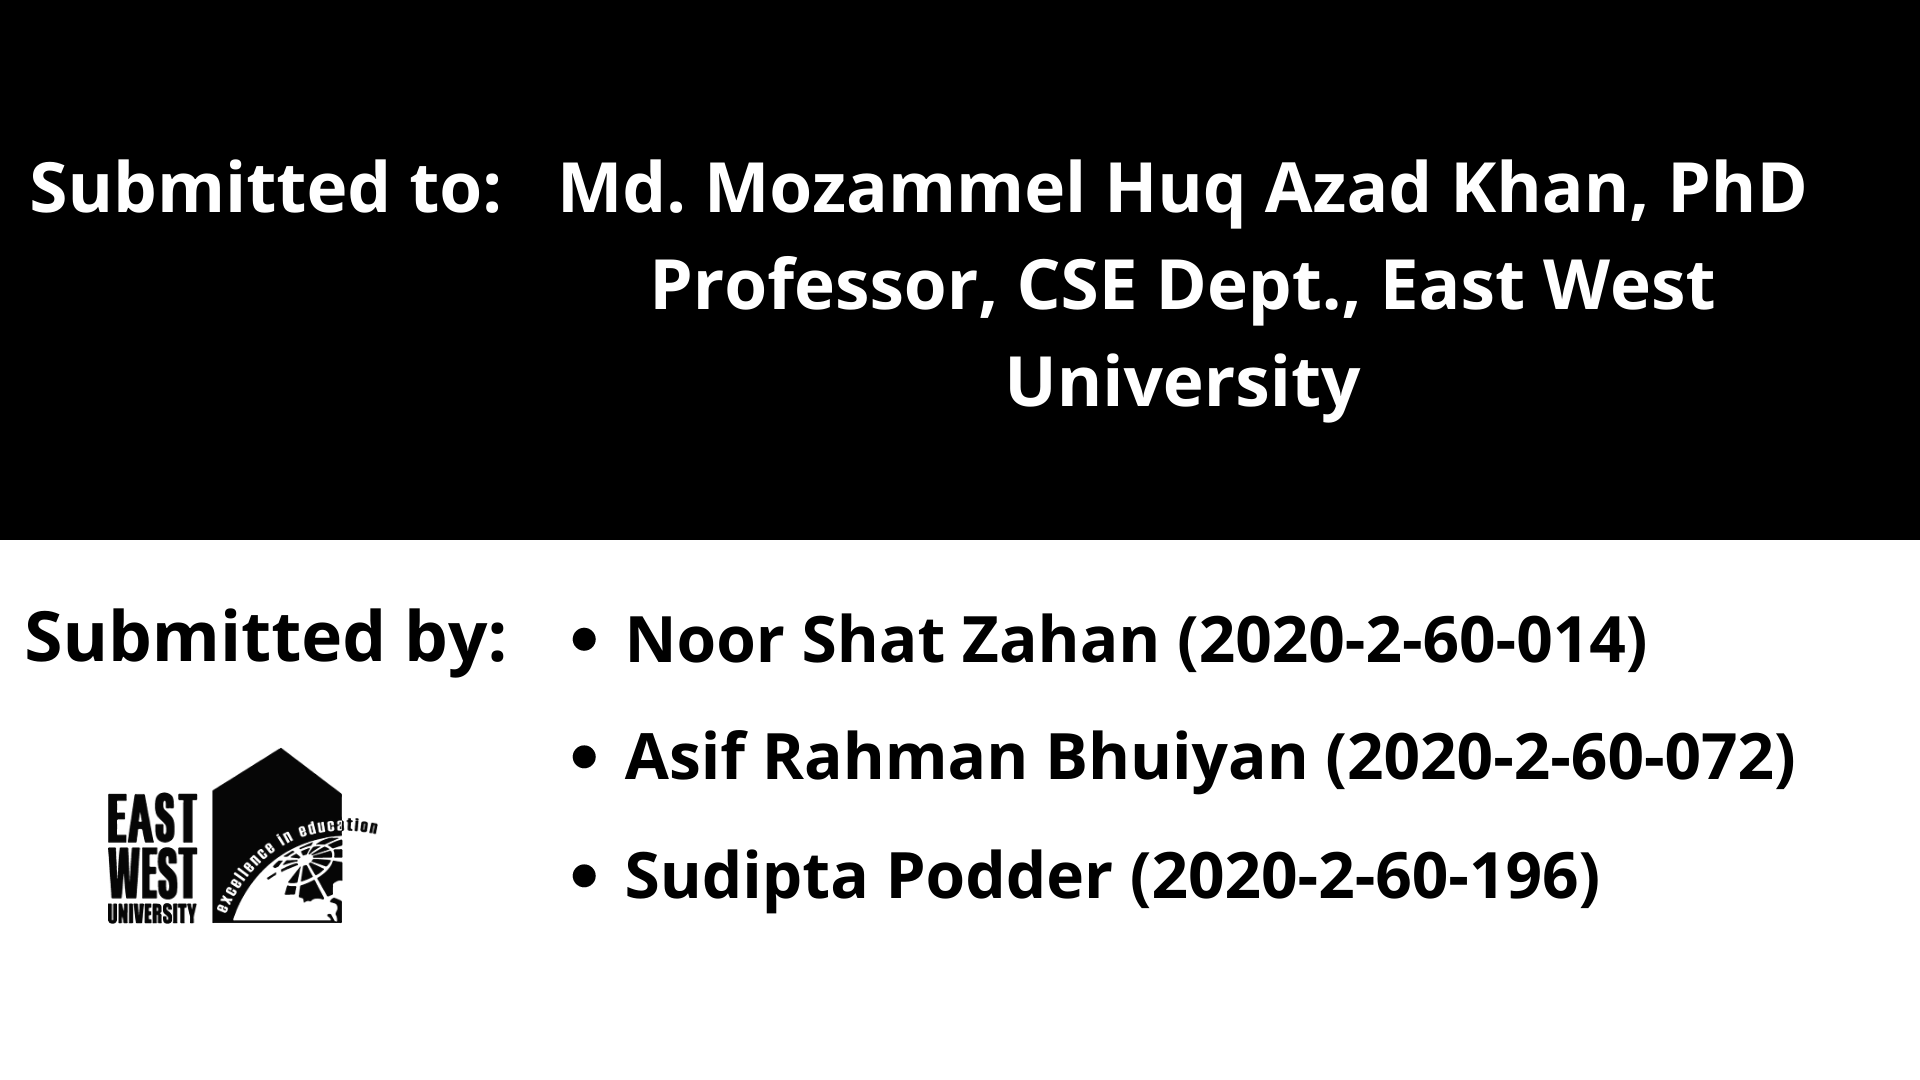 Submitted to: Md. Mozammel Huq Azad Khan, PhD
Professor, CSE Dept., East West
University
Submitted by:
• Noor Shat Zahan (2020-2-60-014)
• Asif Rahman Bhuiyan (2020-2-60-072)
• Sudipta Podder (2020-2-60-196)
EAST
WEST
UNIVERSITY
excellence in education